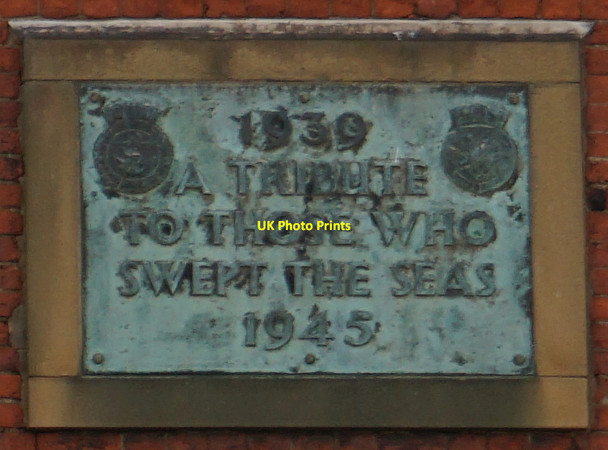 1939
A TRIBUTE
TO THOSE WHO
UK Photo Prints
SWEPT THE SEAS
1945